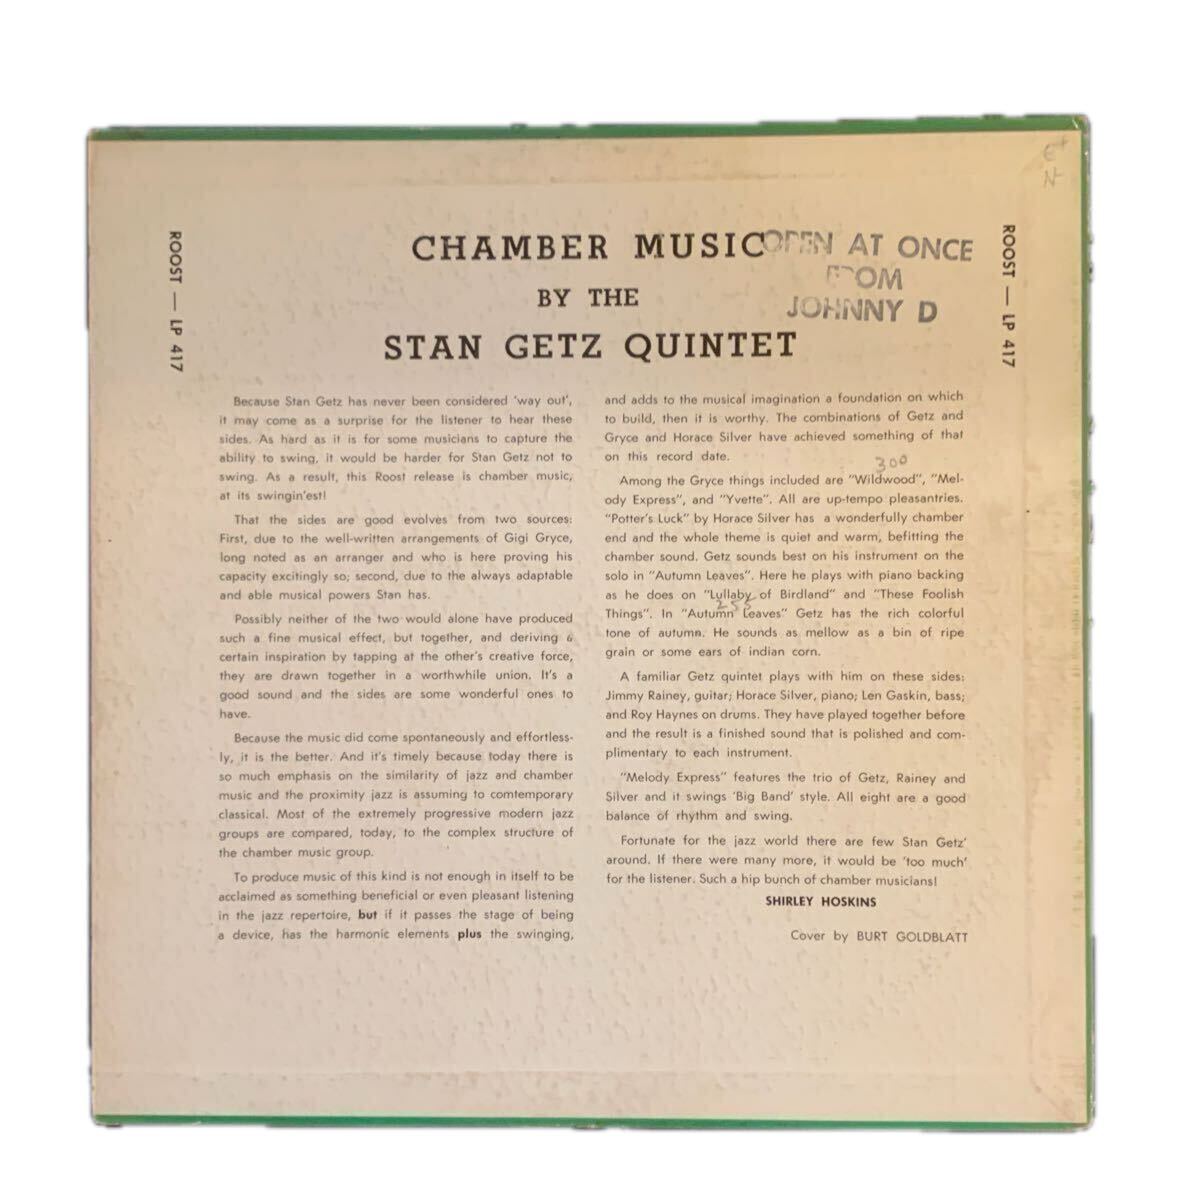 E+
N-
ROOST — LP 417
ROOST — LP 417
CHAMBER MUSIC
BY THE
STAN GETZ QUINTET
OPEN AT ONCE
FROM
JOHNNY D
Because Stan Getz has never been considered 'way out',
it may come as a surprise for the listener to hear these
sides. As hard as it is for some musicians to capture the
ability to swing, it would be harder for Stan Getz not to
swing. As a result, this Roost release is chamber music,
at its swingin'est!
That the sides are good evolves from two sources:
First, due to the well-written arrangements of Gigi Gryce,
long noted as an arranger and who is here proving his
capacity excitingly so; second, due to the always adaptable
and able musical powers Stan has.
Possibly neither of the two would alone have produced
such a fine musical effect, but together, and deriving a
certain inspiration by tapping at the other's creative force,
they are drawn together in a worthwhile union. It's a
good sound and the sides are some wonderful ones to
have.
Because the music did come spontaneously and effortless-
ly, it is the better. And it's timely because today there is
so much emphasis on the similarity of jazz and chamber
music and the proximity jazz is assuming to comtemporary
classical. Most of the extremely progressive modern jazz
groups are compared, today, to the complex structure of
the chamber music group.
To produce music of this kind is not enough in itself to be
acclaimed as something beneficial or even pleasant listening
in the jazz repertoire, but if it passes the stage of being
a device, has the harmonic elements plus the swinging,
and adds to the musical imagination a foundation on which
to build, then it is worthy. The combinations of Getz and
Gryce and Horace Silver have achieved something of that
on this record date.
300
Among the Gryce things included are "Wildwood", "Mel-
ody Express", and "Yvette". All are up-tempo pleasantries.
"Potter's Luck" by Horace Silver has a wonderfully chamber
end and the whole theme is quiet and warm, befitting the
chamber sound. Getz sounds best on his instrument on the
solo in "Autumn Leaves". Here he plays with piano backing
as he does on "Lullaby of Birdland" and "These Foolish
Things". In "Autumn Leaves" Getz has the rich colorful
tone of autumn. He sounds as mellow as a bin of ripe
grain or some ears of indian corn.
A familiar Getz quintet plays with him on these sides:
Jimmy Rainey, guitar; Horace Silver, piano; Len Gaskin, bass;
and Roy Haynes on drums. They have played together before
and the result is a finished sound that is polished and com-
plimentary to each instrument.
"Melody Express" features the trio of Getz, Rainey and
Silver and it swings 'Big Band' style. All eight are a good
balance of rhythm and swing.
Fortunate for the jazz world there are few Stan Getz'
around. If there were many more, it would be 'too much'
for the listener. Such a hip bunch of chamber musicians!
SHIRLEY HOSKINS
Cover by BURT GOLDBLATT